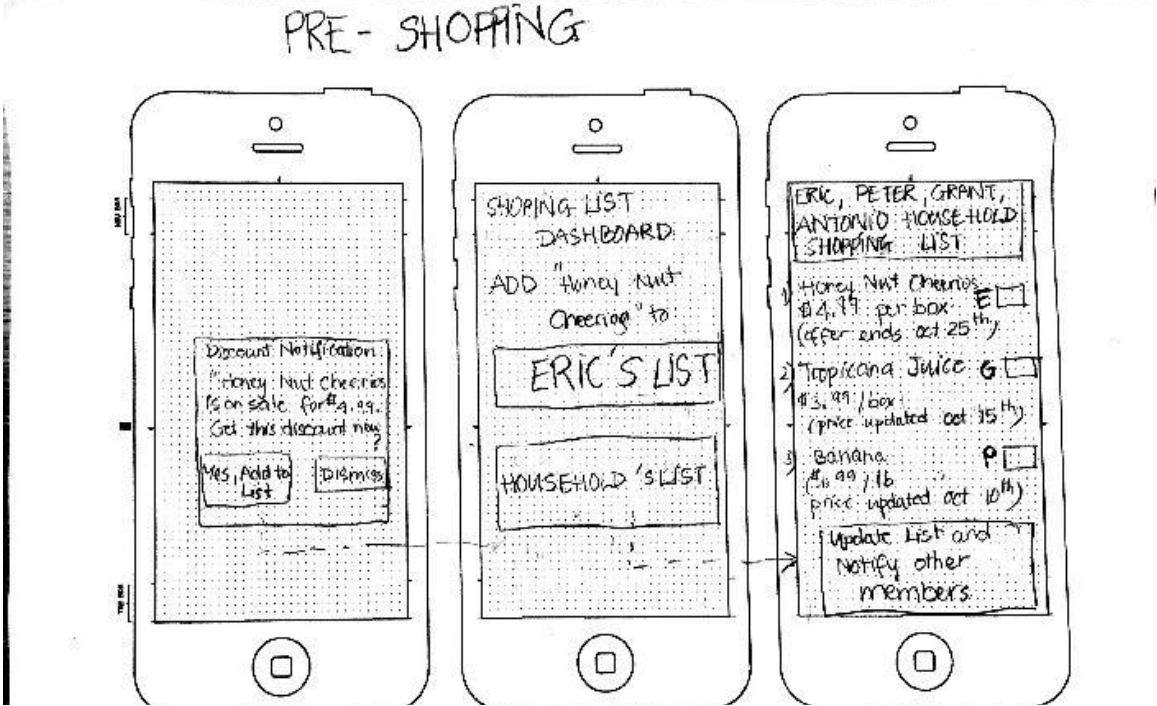 PRE- SHOPPING
Discount Notification:
"Honey Nut Cheerios
is on sale for $4.99.
Get this discount now
?
Yes, Add to
List
Dismiss
SHOPING LIST
DASHBOARD
ADD "Honey Nut
Cheerios" to:
ERIC'S LIST
HOUSEHOLD 'S LIST
ERIC, PETER, GRANT,
ANTONIO HOUSEHOLD
SHOPPING LIST
1) Honey Nut Cheerios E
$4.99 per box
(offer ends oct 25th)
2) Tropicana Juice G
$3.99 / box
(price updated oct 15th)
3) Banana P
($.99 / lb
price updated oct 10th)
Update List and
Notify other
members